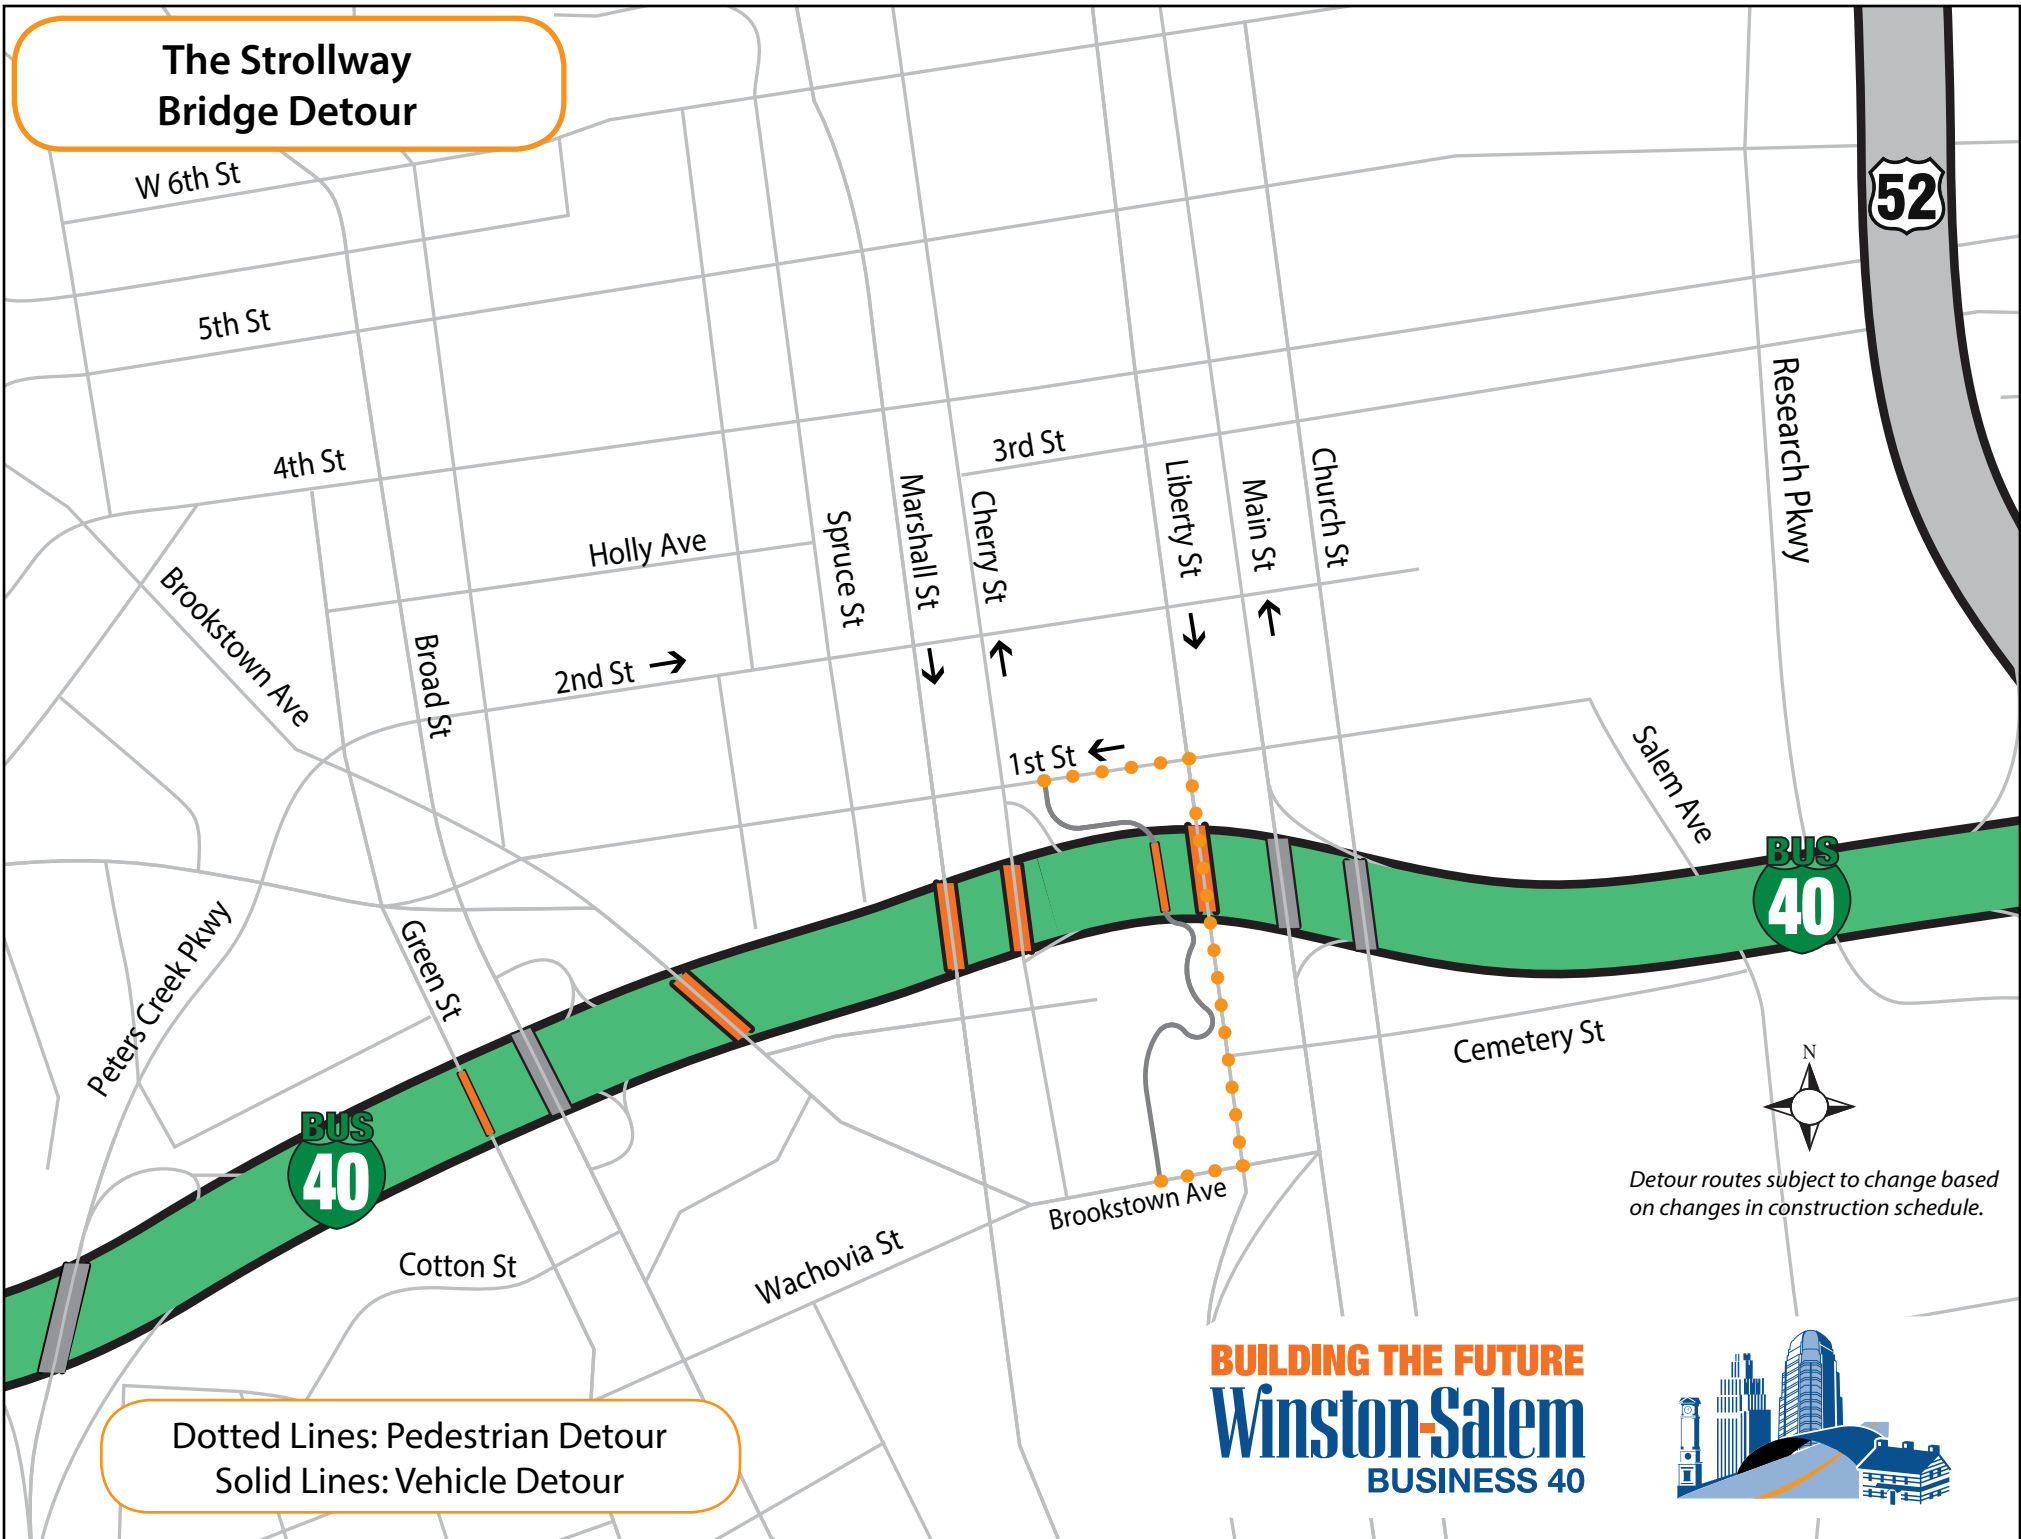 The Strollway
Bridge Detour
W 6th St
52
5th St
Research Pkwy
4th St
3rd St
Liberty St
Main St
Church St
Marshall St
Cherry St
Spruce St
Holly Ave
Brookstown Ave
Broad St
2nd St
1st St
Salem Ave
BUS
40
Peters Creek Pkwy
Green St
Cemetery St
N
BUS
40
Detour routes subject to change based
on changes in construction schedule.
Brookstown Ave
Cotton St
Wachovia St
BUILDING THE FUTURE
Winston-Salem
BUSINESS 40
Dotted Lines: Pedestrian Detour
Solid Lines: Vehicle Detour